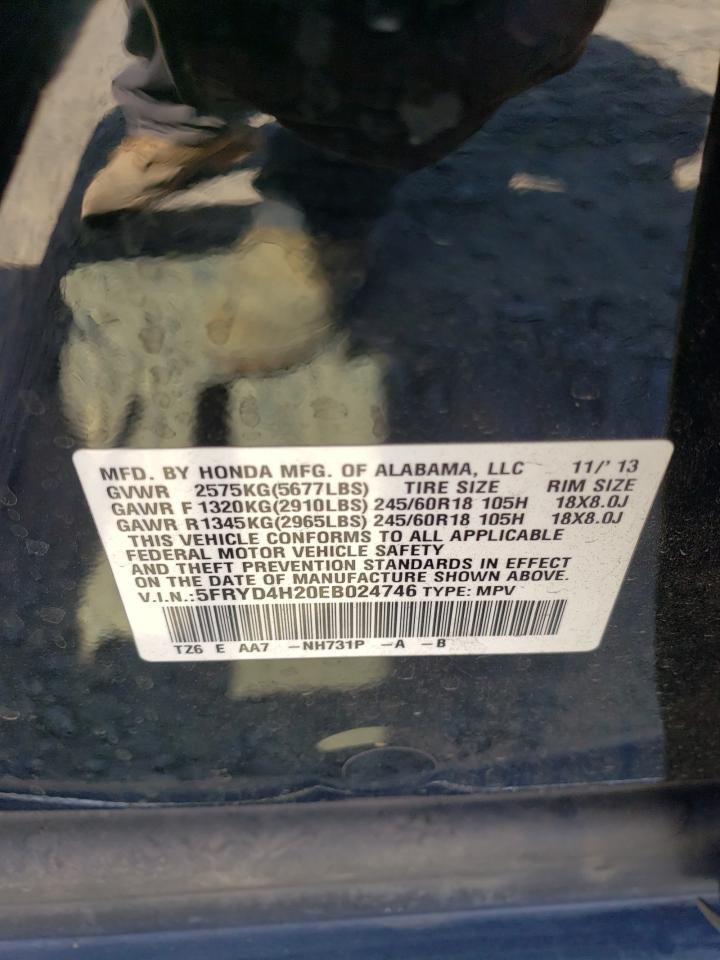 MFD. BY HONDA MFG. OF ALABAMA, LLC 11/'13
GVWR 2575KG(5677LBS) TIRE SIZE RIM SIZE
GAWR F 1320KG(2910LBS) 245/60R18 105H 18X8.0J
GAWR R1345KG(2965LBS) 245/60R18 105H 18X8.0J
THIS VEHICLE CONFORMS TO ALL APPLICABLE
FEDERAL MOTOR VEHICLE SAFETY
AND THEFT PREVENTION STANDARDS IN EFFECT
ON THE DATE OF MANUFACTURE SHOWN ABOVE.
V.I.N.:5FRYD4H20EB024746 TYPE: MPV
TZ6 E AA7 -NH731P -A -B